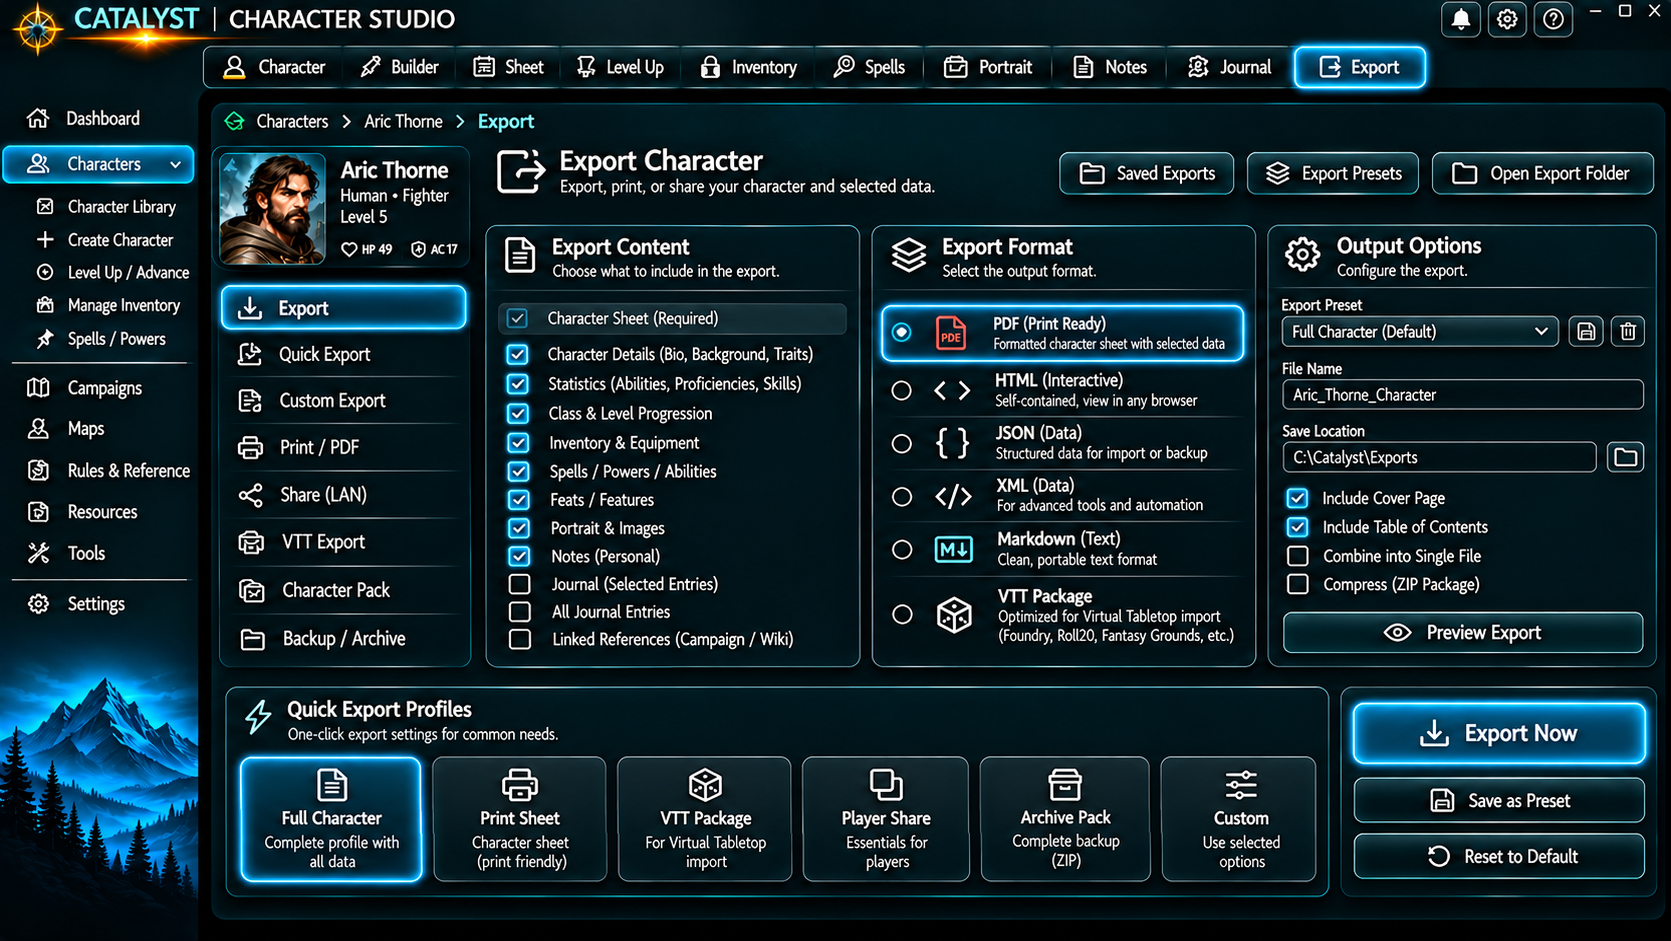 CATALYST | CHARACTER STUDIO
Character
Builder
Sheet
Level Up
Inventory
Spells
Portrait
Notes
Journal
Export
Dashboard
Characters
Character Library
Create Character
Level Up / Advance
Manage Inventory
Spells / Powers
Campaigns
Maps
Rules & Reference
Resources
Tools
Settings
Characters > Aric Thorne > Export
Aric Thorne
Human • Fighter
Level 5
HP 49
AC 17
Export
Quick Export
Custom Export
Print / PDF
Share (LAN)
VTT Export
Character Pack
Backup / Archive
Export Character
Export, print, or share your character and selected data.
Saved Exports
Export Presets
Open Export Folder
Export Content
Choose what to include in the export.
Character Sheet (Required)
Character Details (Bio, Background, Traits)
Statistics (Abilities, Proficiencies, Skills)
Class & Level Progression
Inventory & Equipment
Spells / Powers / Abilities
Feats / Features
Portrait & Images
Notes (Personal)
Journal (Selected Entries)
All Journal Entries
Linked References (Campaign / Wiki)
Export Format
Select the output format.
PDF
PDF (Print Ready)
Formatted character sheet with selected data
HTML (Interactive)
Self-contained, view in any browser
JSON (Data)
Structured data for import or backup
XML (Data)
For advanced tools and automation
M↓
Markdown (Text)
Clean, portable text format
VTT Package
Optimized for Virtual Tabletop import
(Foundry, Roll20, Fantasy Grounds, etc.)
Output Options
Configure the export.
Export Preset
Full Character (Default)
File Name
Aric_Thorne_Character
Save Location
C:\Catalyst\Exports
Include Cover Page
Include Table of Contents
Combine into Single File
Compress (ZIP Package)
Preview Export
Quick Export Profiles
One-click export settings for common needs.
Full Character
Complete profile with
all data
Print Sheet
Character sheet
(print friendly)
VTT Package
For Virtual Tabletop
import
Player Share
Essentials for
players
Archive Pack
Complete backup
(ZIP)
Custom
Use selected
options
Export Now
Save as Preset
Reset to Default